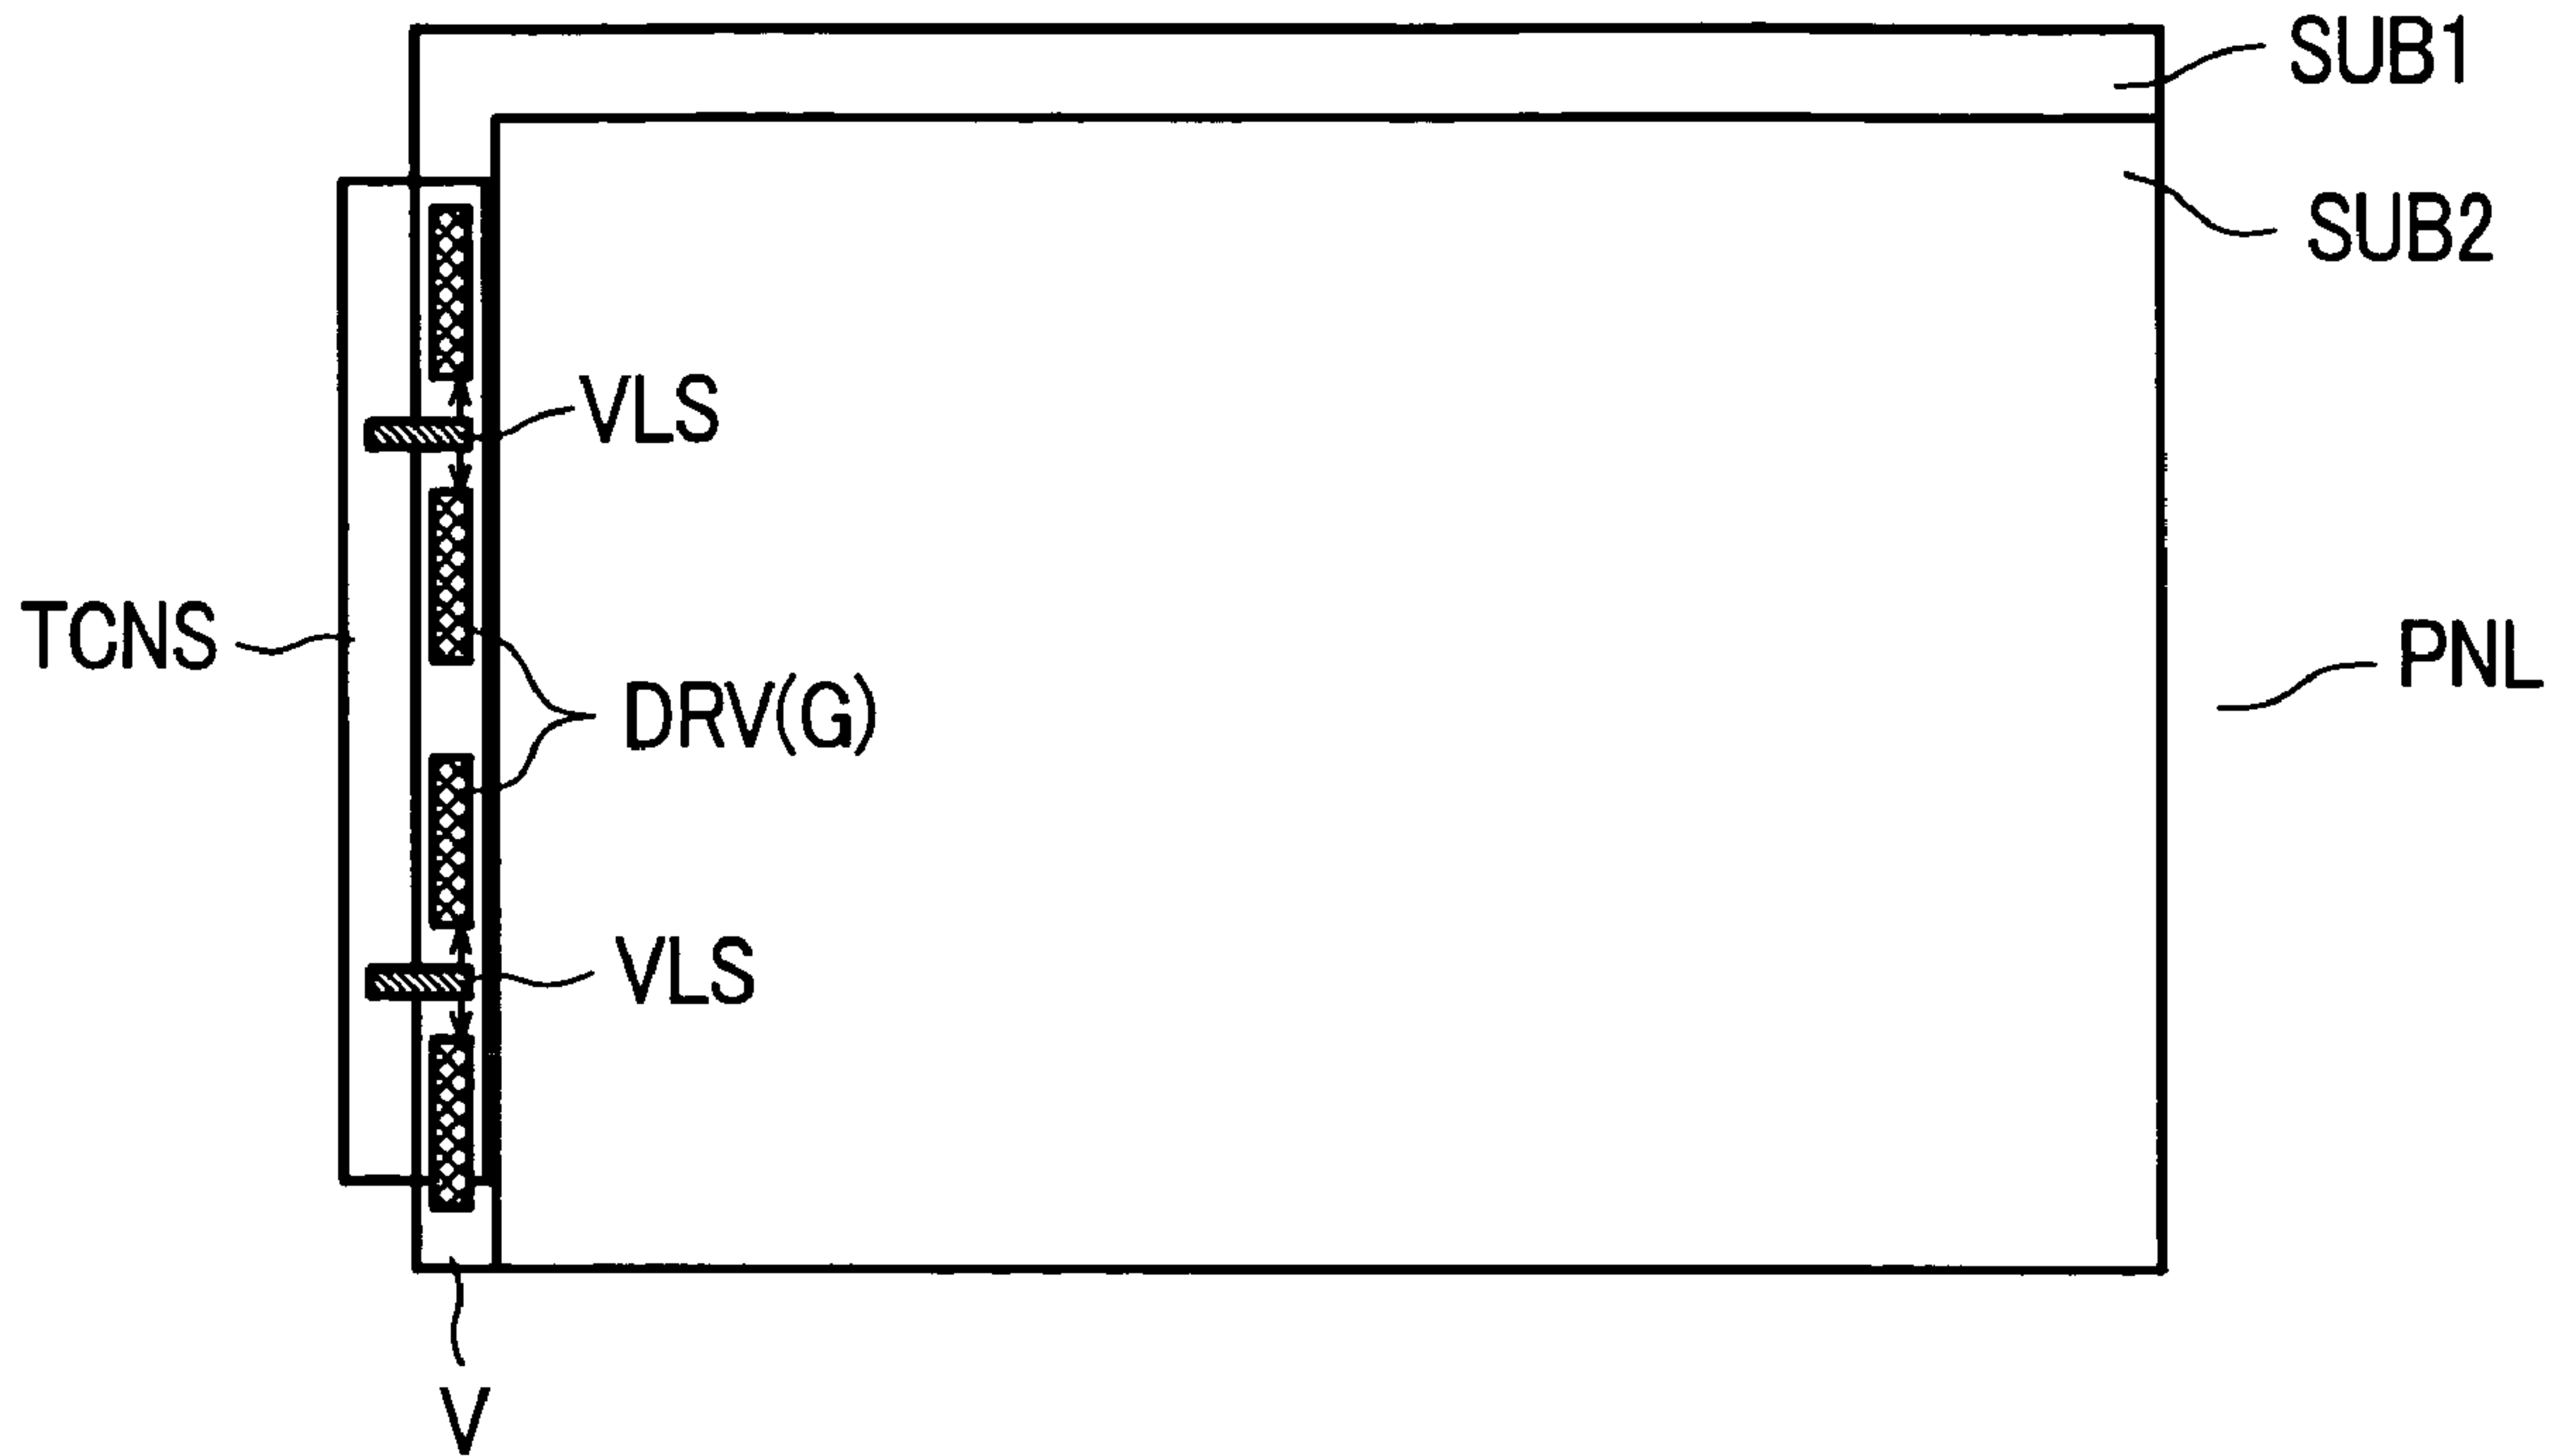 SUB1
SUB2
VLS
TCNS
DRV(G)
PNL
VLS
V